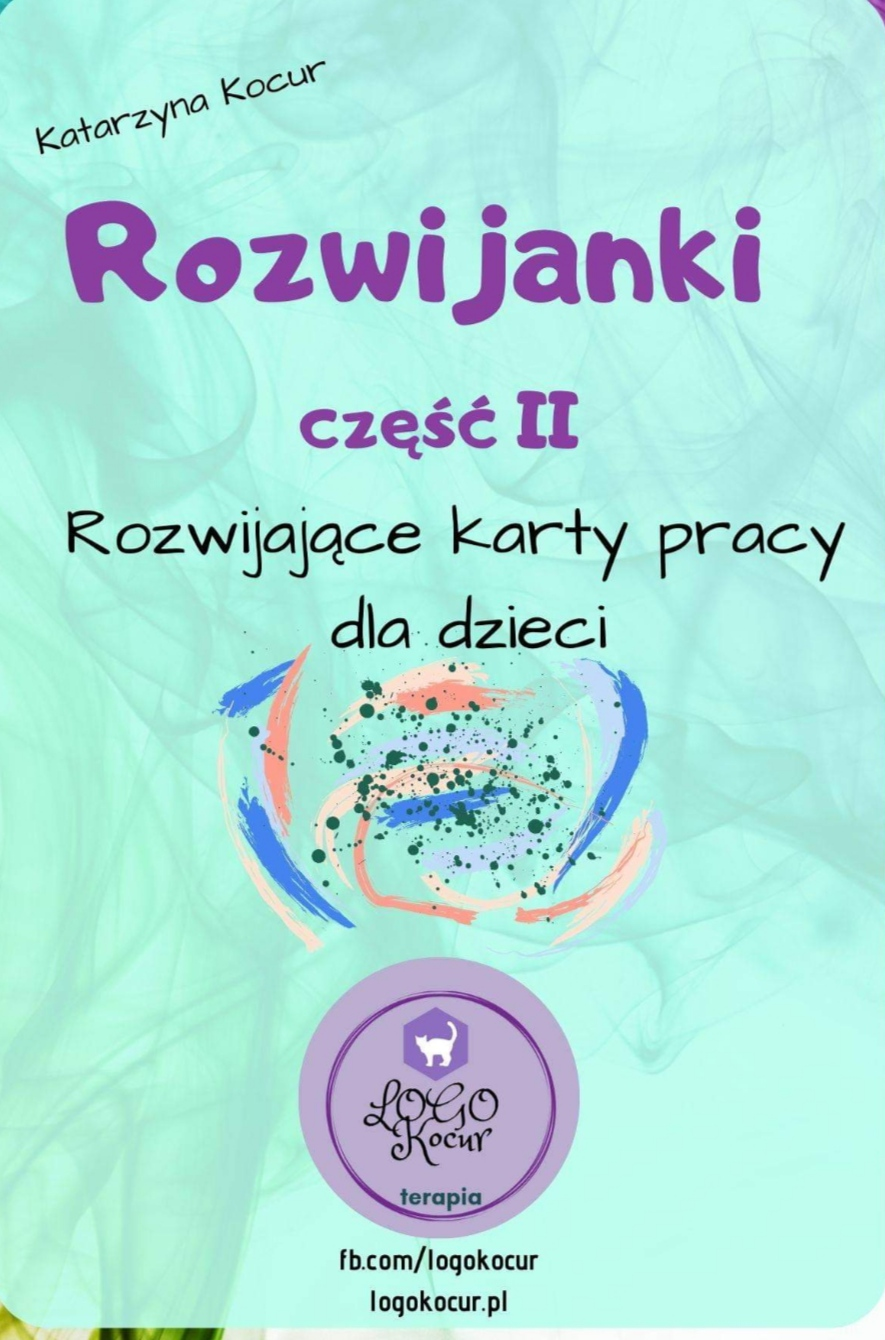 Katarzyna Kocur
Rozwijanki
część II
Rozwijające karty pracy
dla dzieci
LOGO
Kocur
terapia
fb.com/logokocur
logokocur.pl